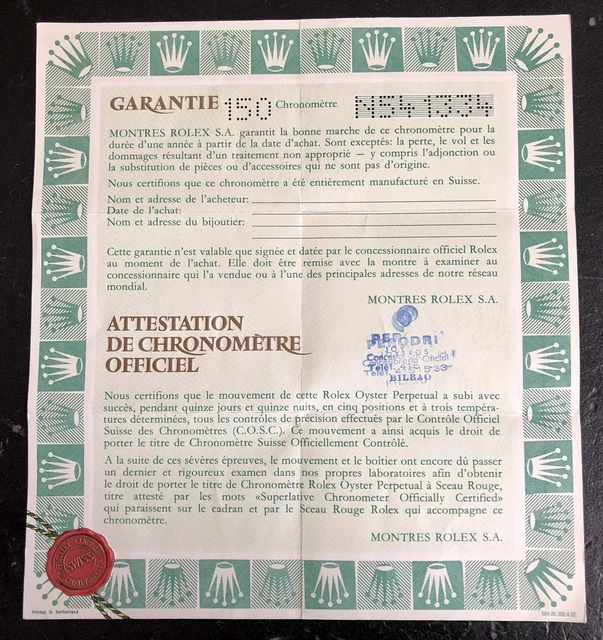 GARANTIE 150 Chronomètre N541334
MONTRES ROLEX S.A. garantit la bonne marche de ce chronomètre pour la
durée d'une année à partir de la date d'achat. Sont exceptés: la perte, le vol et les
dommages résultant d'un traitement non approprié — y compris l'adjonction ou
la substitution de pièces ou d'accessoires qui ne sont pas d'origine.
Nous certifions que ce chronomètre a été entièrement manufacturé en Suisse.
Nom et adresse de l'acheteur:
Date de l'achat:
Nom et adresse du bijoutier:
Cette garantie n'est valable que signée et datée par le concessionnaire officiel Rolex
au moment de l'achat. Elle doit être remise avec la montre à examiner au
concessionnaire qui l'a vendue ou à l'une des principales adresses de notre réseau
mondial.
MONTRES ROLEX S.A.
ATTESTATION
DE CHRONOMÈTRE
OFFICIEL
BILBAO
Nous certifions que le mouvement de cette Rolex Oyster Perpetual a subi avec
succès, pendant quinze jours et quinze nuits, en cinq positions et à trois tempéra-
tures déterminées, tous les contrôles de précision effectués par le Contrôle Officiel
Suisse des Chronomètres (C.O.S.C.). Ce mouvement a ainsi acquis le droit de
porter le titre de Chronomètre Suisse Officiellement Contrôlé.
A la suite de ces sévères épreuves, le mouvement et le boîtier ont encore dû passer
un dernier et rigoureux examen dans nos propres laboratoires afin d'obtenir
le droit de porter le titre de Chronomètre Rolex Oyster Perpetual à Sceau Rouge,
titre attesté par les mots «Superlative Chronometer Officially Certified»
qui paraissent sur le cadran et par le Sceau Rouge Rolex qui accompagne ce
chronomètre.
MONTRES ROLEX S.A.
SWISS
Printed in Switzerland